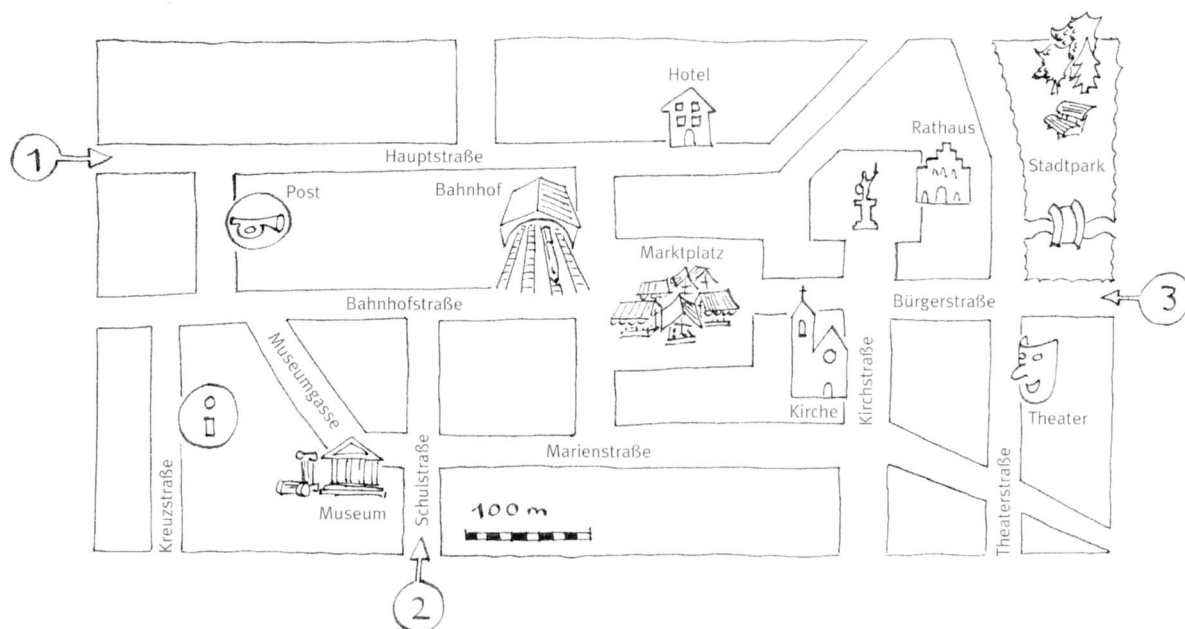 Hotel
Rathaus
1
Hauptstraße
Post
Bahnhof
Stadtpark
Marktplatz
Bahnhofstraße
Bürgerstraße
3
Museumgasse
i
Kirche
Kirchstraße
Theater
Marienstraße
Kreuzstraße
Museum
Schulstraße
100 m
Theaterstraße
2